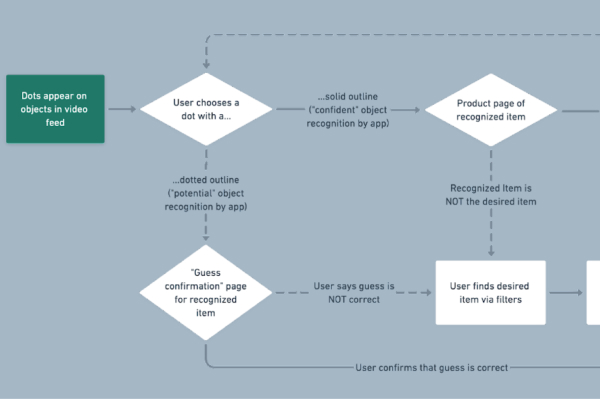 Dots appear on
objects in video
feed
User chooses a
dot with a...
...solid outline
("confident" object
recognition by app)
Product page of
recognized item
...dotted outline
("potential" object
recognition by app)
Recognized Item is
NOT the desired item
"Guess
confirmation" page
for recognized
item
User says guess is
NOT correct
User finds desired
item via filters
User confirms that guess is correct